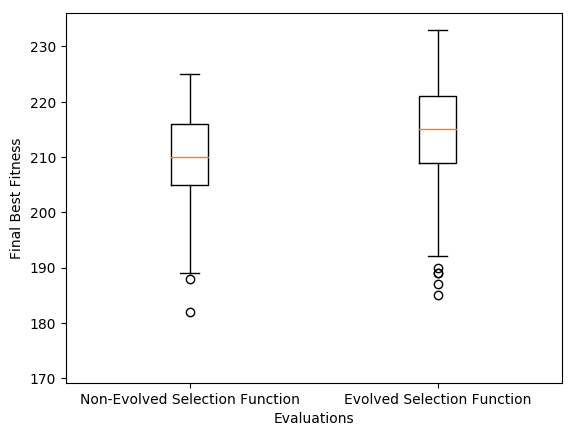 Final Best Fitness
230
220
210
200
190
180
170
Non-Evolved Selection Function
Evolved Selection Function
Evaluations